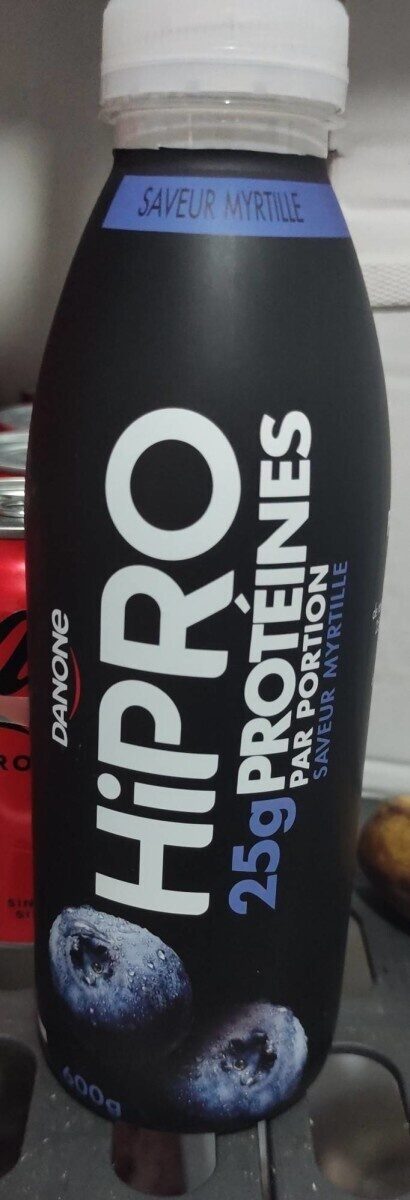 SAVEUR MYRTILLE
DANONE
HiPRO
25g PROTÉINES
PAR PORTION
SAVEUR MYRTILLE
600g